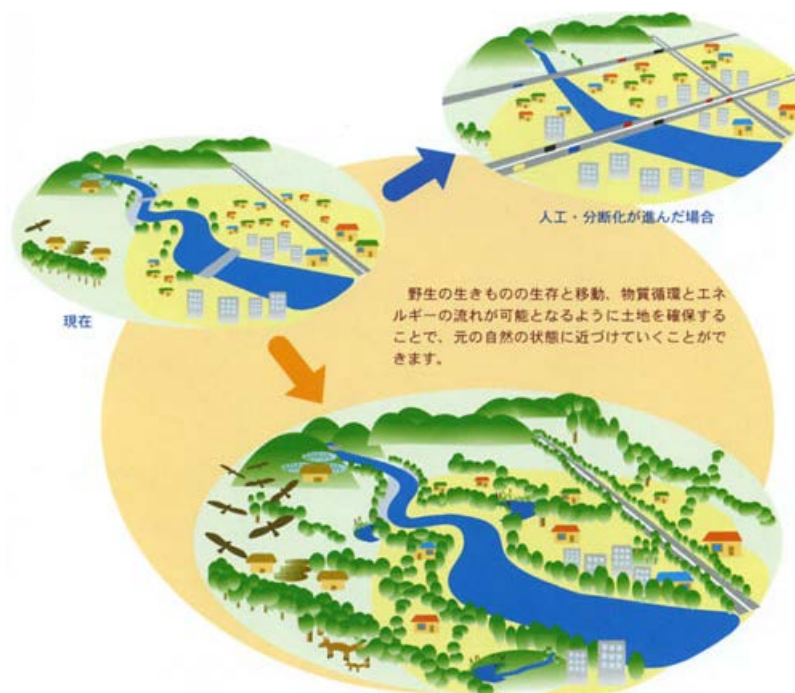 人工・分断化が進んだ場合
現在
野生の生きものの生存と移動、物質循環とエネ
ルギーの流れが可能となるように土地を確保する
ことで、元の自然の状態に近づけていくことがで
きます。